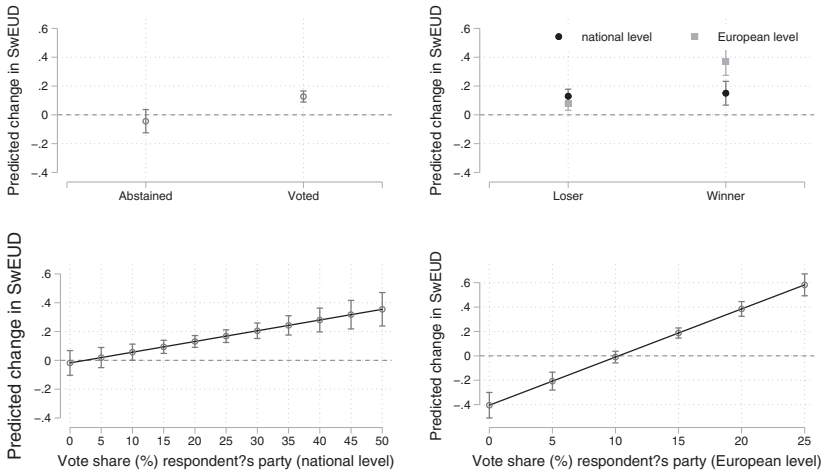 Predicted change in SwEUD
.6
.4
.2
0
−.2
−.4
Abstained
Voted
Predicted change in SwEUD
.6
.4
.2
0
−.2
−.4
national level
European level
Loser
Winner
Predicted change in SwEUD
.6
.4
.2
0
−.2
−.4
0 5 10 15 20 25 30 35 40 45 50
Vote share (%) respondent?s party (national level)
Predicted change in SwEUD
.6
.4
.2
0
−.2
−.4
0 5 10 15 20 25
Vote share (%) respondent?s party (European level)